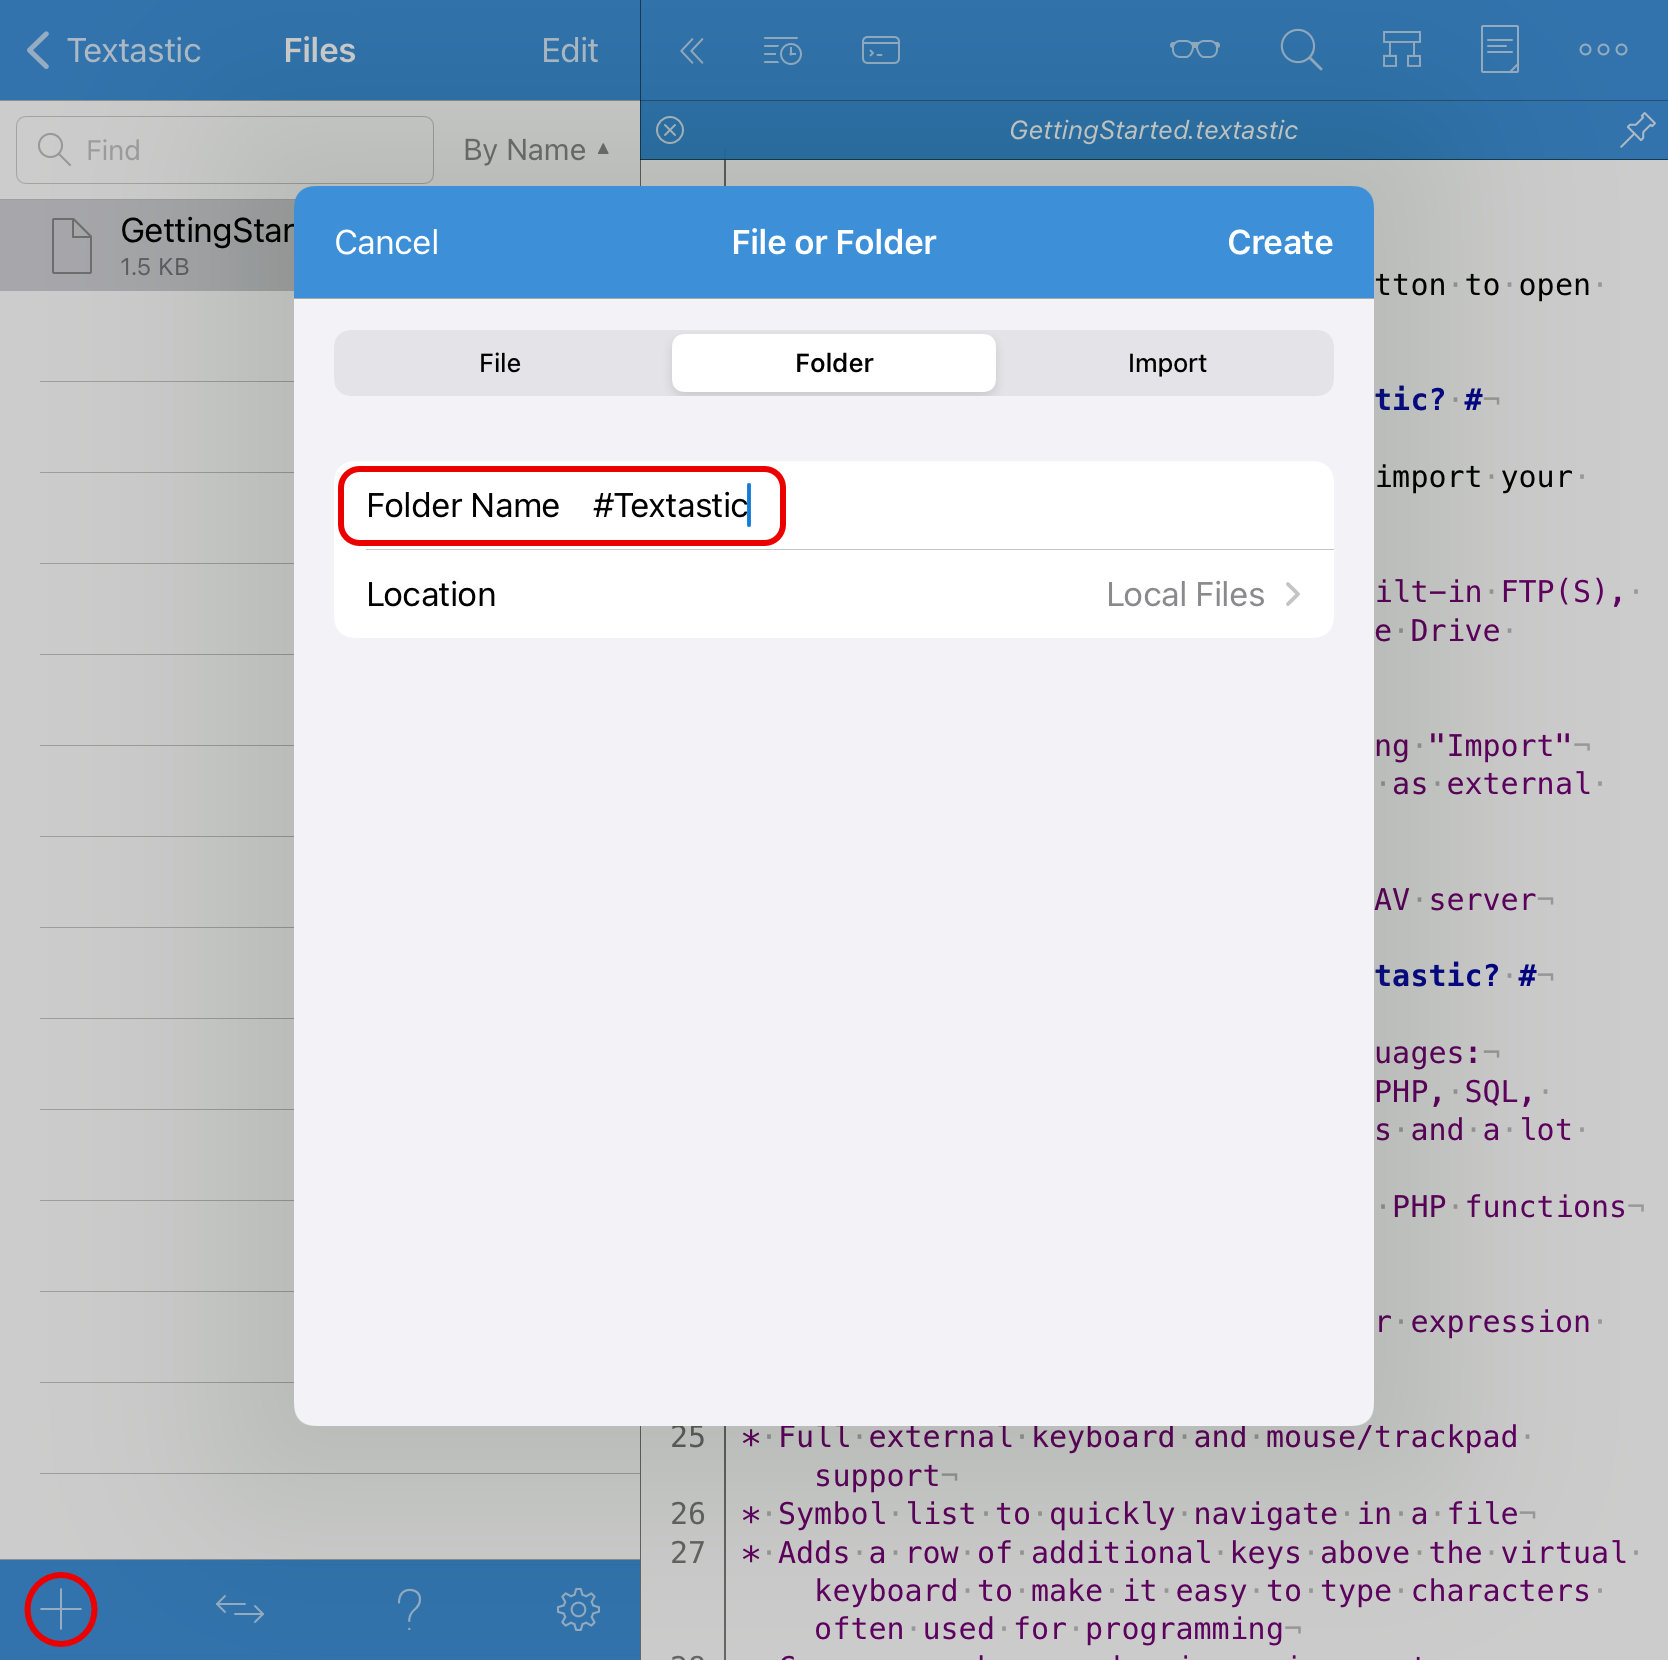 Textastic Files Edit
GettingStarted.textastic
Find By Name ▲
GettingStar
1.5 KB
Cancel File or Folder Create
File Folder Import
Folder Name #Textastic
Location Local Files
tton·to·open·
tic?·#¬
import·your·
ilt-in·FTP(S),·
e·Drive·
ng·"Import"¬
·as·external·
AV·server¬
tastic?·#¬
uages:¬
PHP,·SQL,·
s·and·a·lot·
·PHP·functions¬
r·expression·
25 *·Full·external·keyboard·and·mouse/trackpad·
support¬
26 *·Symbol·list·to·quickly·navigate·in·a·file¬
27 *·Adds·a·row·of·additional·keys·above·the·virtual·
keyboard·to·make·it·easy·to·type·characters·
often·used·for·programming¬